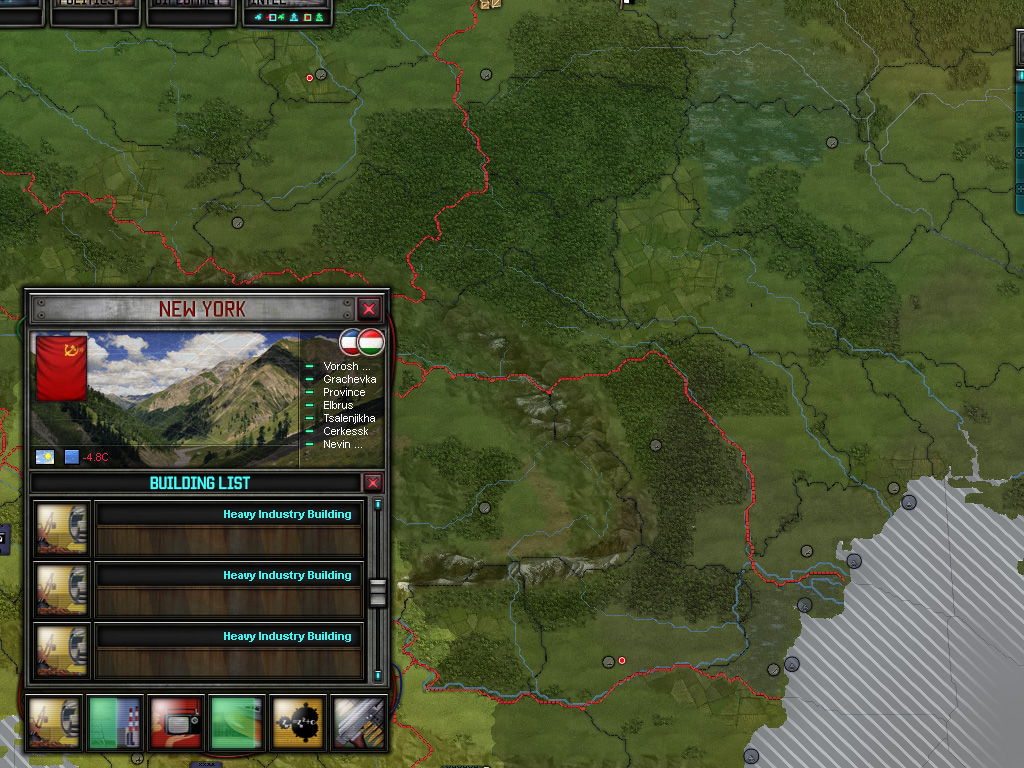 NEW YORK
Vorosh ...
Grachevka
Province
Elbrus
Tsalenjikha
Cerkessk
Nevin ...
-4.8C
BUILDING LIST
Heavy Industry Building
Heavy Industry Building
Heavy Industry Building